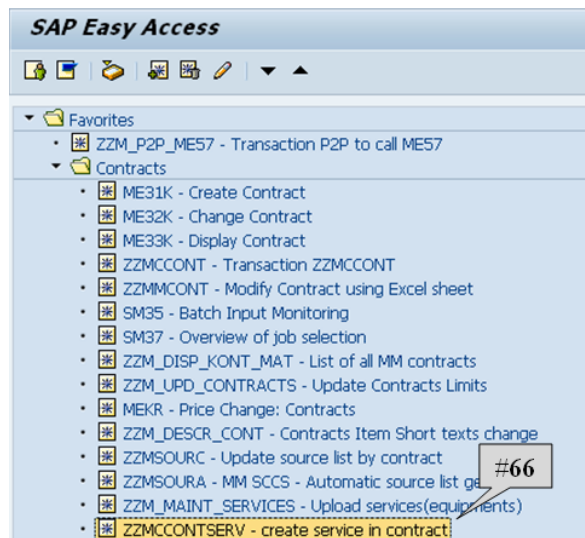 SAP Easy Access
Favorites
ZZM_P2P_ME57 - Transaction P2P to call ME57
Contracts
ME31K - Create Contract
ME32K - Change Contract
ME33K - Display Contract
ZZMCCONT - Transaction ZZMCCONT
ZZMMCONT - Modify Contract using Excel sheet
SM35 - Batch Input Monitoring
SM37 - Overview of job selection
ZZM_DISP_KONT_MAT - List of all MM contracts
ZZM_UPD_CONTRACTS - Update Contracts Limits
MEKR - Price Change: Contracts
ZZM_DESCR_CONT - Contracts Item Short texts change
ZZMSOURC - Update source list by contract
ZZMSOURA - MM SCCS - Automatic source list ge
#66
ZZM_MAINT_SERVICES - Upload services(equipments)
ZZMCCONTSERV - create service in contract